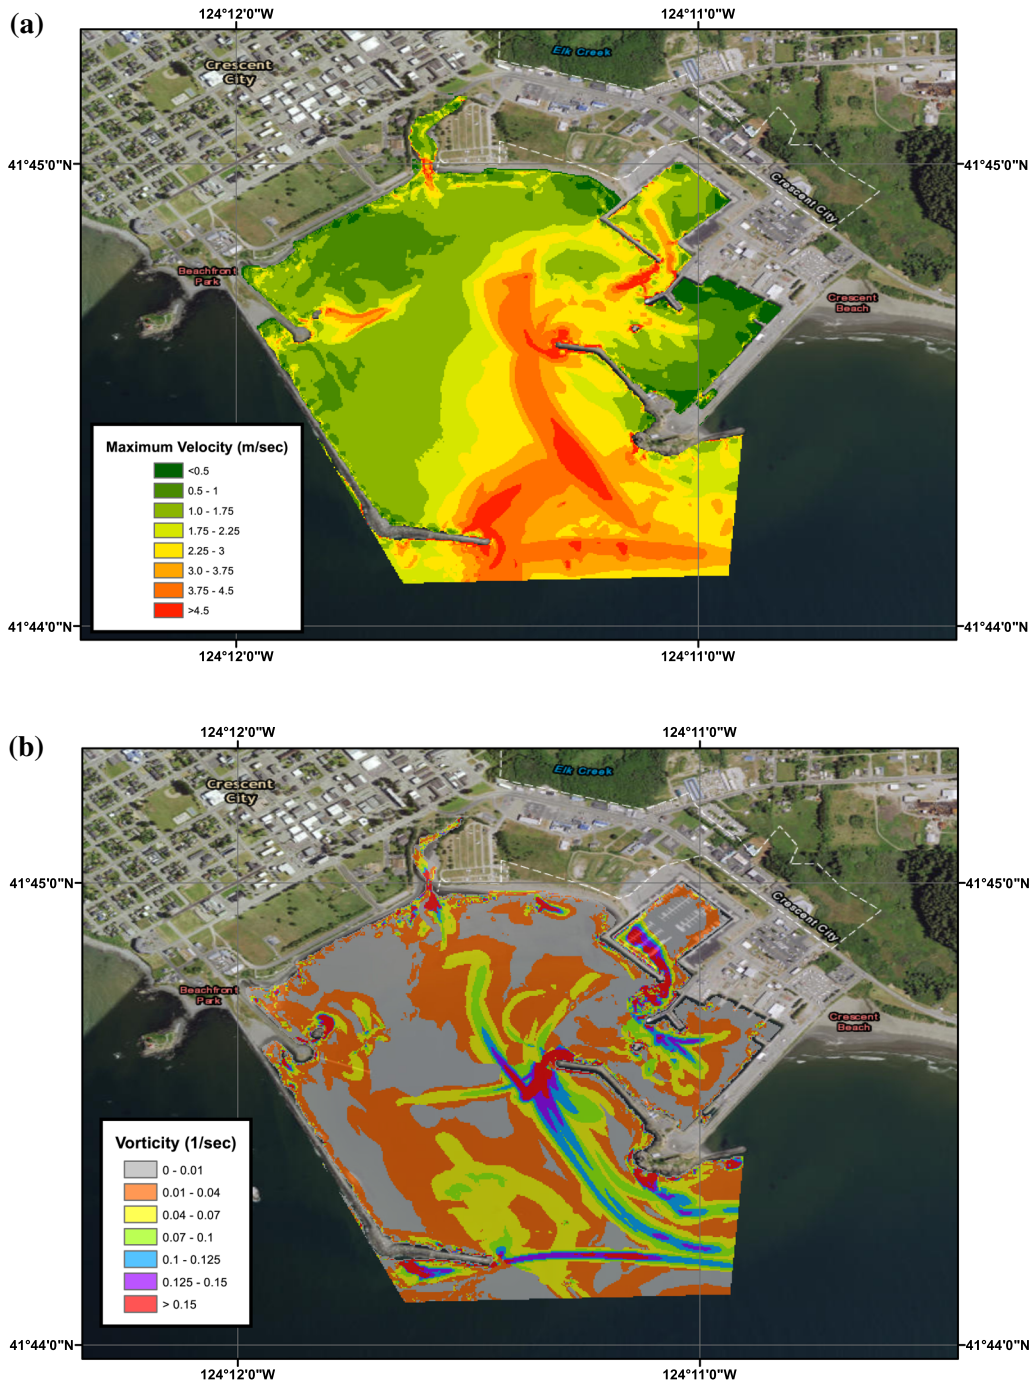 (a)
124°12'0"W 124°11'0"W
Elk Creek
Crescent
City
41°45'0"N 41°45'0"N
Crescent City
Beachfront
Park
Crescent
Beach
Maximum Velocity (m/sec)
<0.5
0.5 - 1
1.0 - 1.75
1.75 - 2.25
2.25 - 3
3.0 - 3.75
3.75 - 4.5
>4.5
41°44'0"N 41°44'0"N
124°12'0"W 124°11'0"W
(b)
124°12'0"W 124°11'0"W
Elk Creek
Crescent
City
41°45'0"N 41°45'0"N
Crescent City
Beachfront
Park
Crescent
Beach
Vorticity (1/sec)
0 - 0.01
0.01 - 0.04
0.04 - 0.07
0.07 - 0.1
0.1 - 0.125
0.125 - 0.15
> 0.15
41°44'0"N 41°44'0"N
124°12'0"W 124°11'0"W